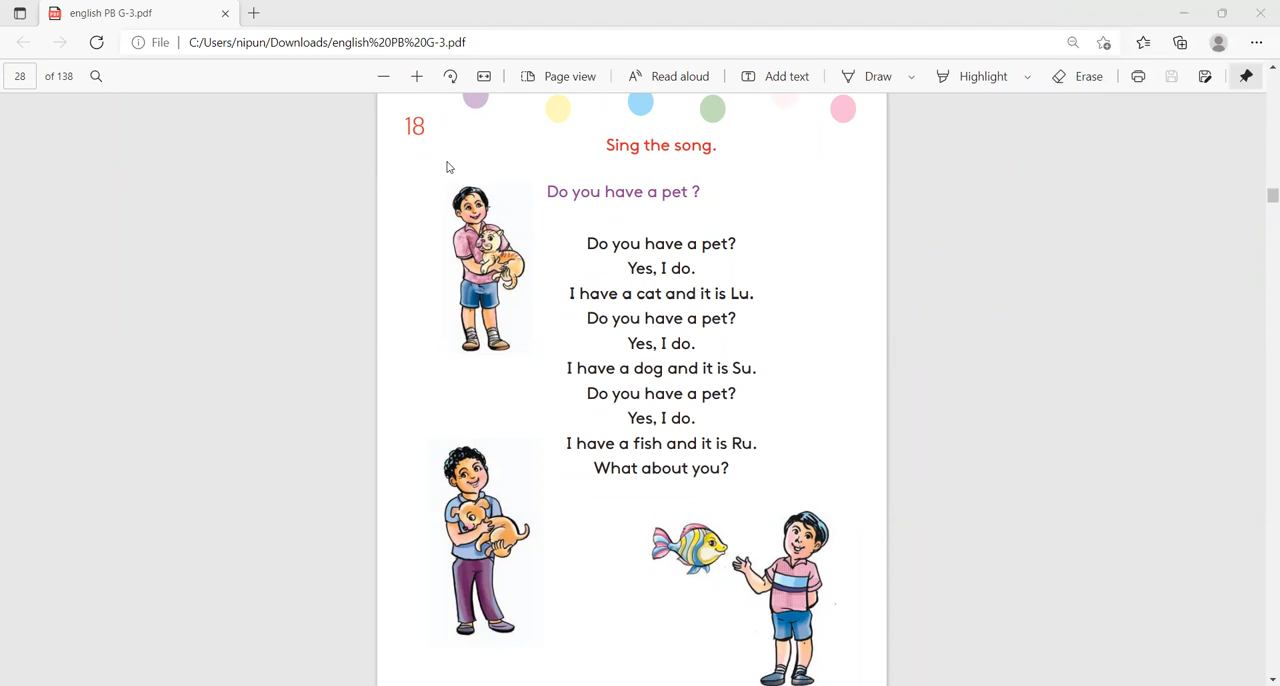 english PB G-3.pdf
File | C:/Users/nipun/Downloads/english%20PB%20G-3.pdf
28 of 138 Page view Read aloud Add text Draw Highlight Erase
18
Sing the song.
Do you have a pet ?
Do you have a pet?
Yes, I do.
I have a cat and it is Lu.
Do you have a pet?
Yes, I do.
I have a dog and it is Su.
Do you have a pet?
Yes, I do.
I have a fish and it is Ru.
What about you?